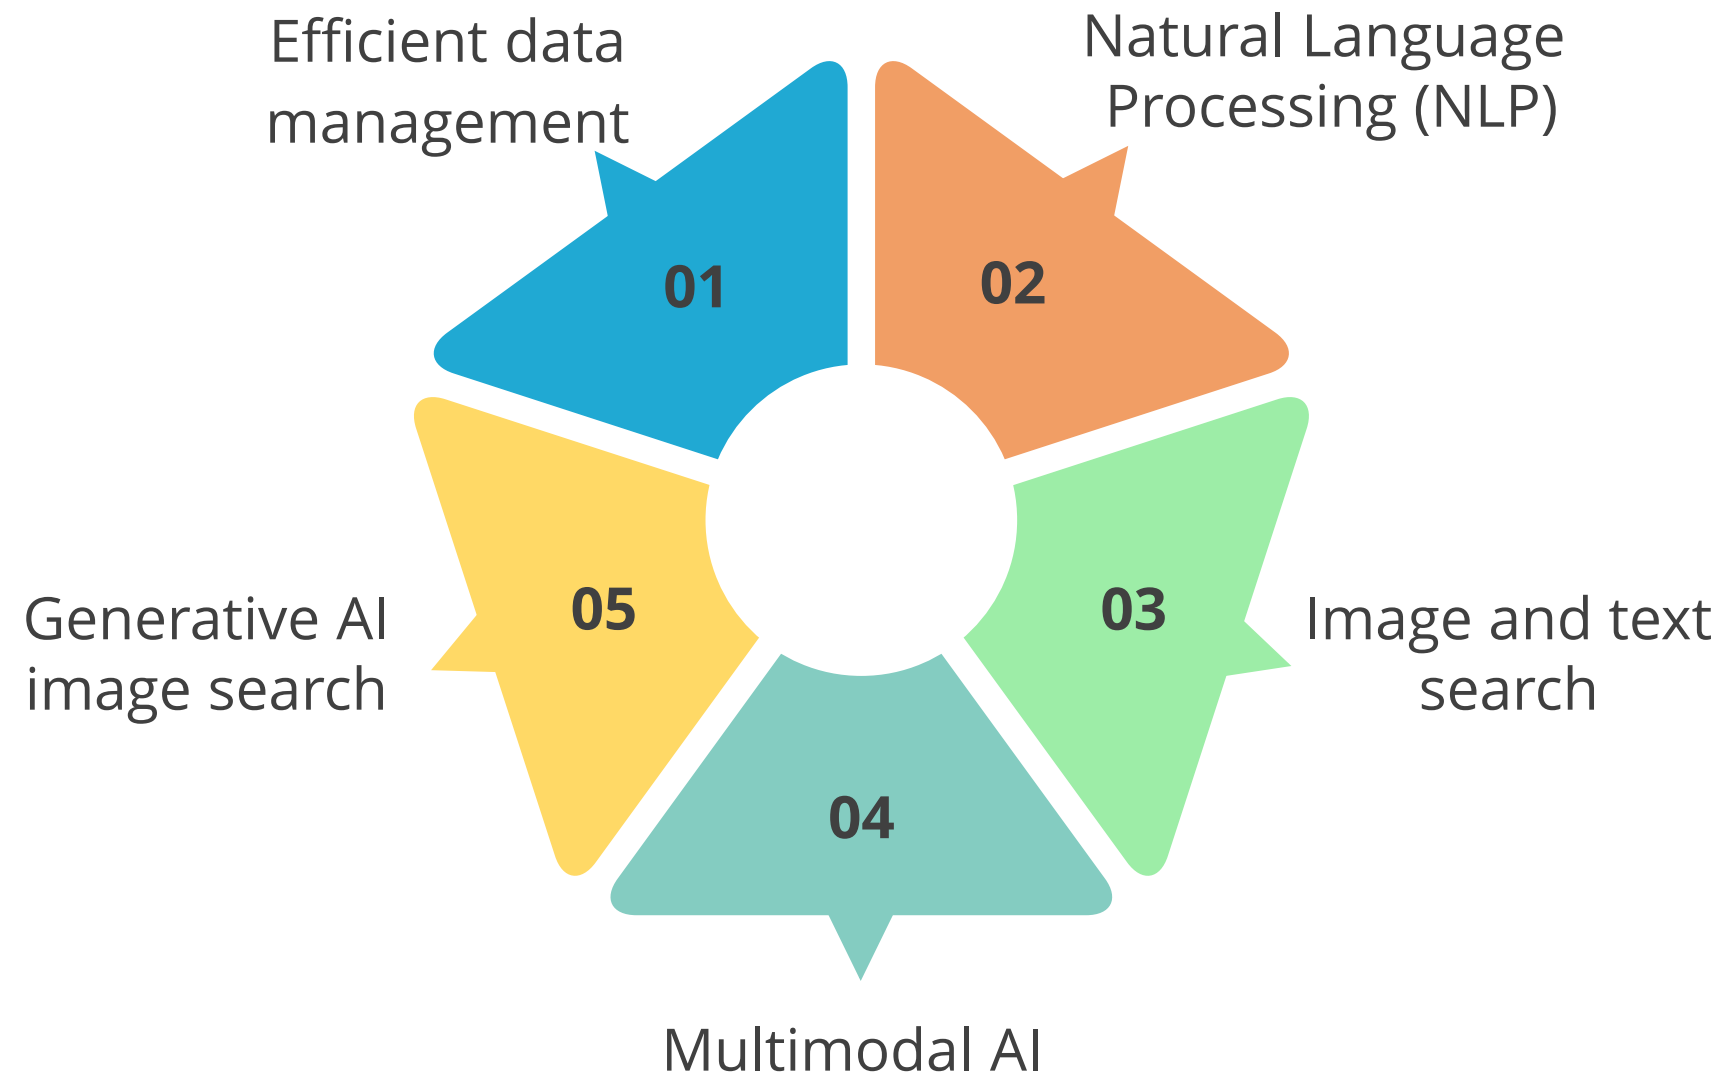 Efficient data
management
01
Natural Language
Processing (NLP)
02
03
Image and text
search
04
Multimodal AI
05
Generative AI
image search